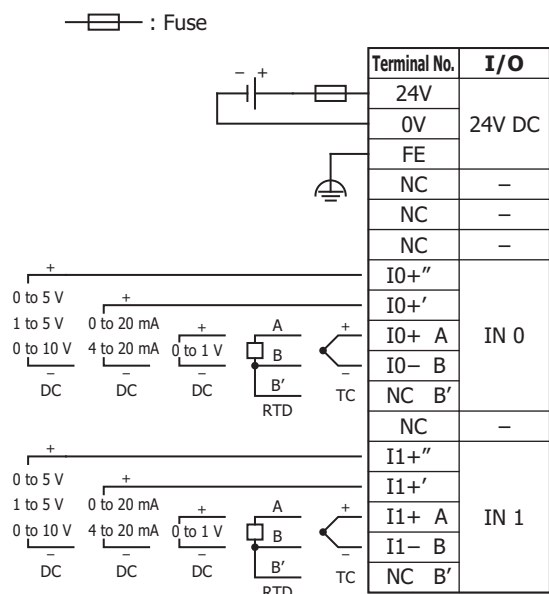 : Fuse
Terminal No. I/O
− +
24V
0V 24V DC
FE
NC –
NC –
NC –
+
I0+″
0 to 5 V + I0+′
1 to 5 V 0 to 20 mA + A + I0+ A IN 0
0 to 10 V 4 to 20 mA 0 to 1 V B
− − − B′ − I0− B
DC DC DC RTD TC NC B′
NC –
+
I1+″
0 to 5 V + I1+′
1 to 5 V 0 to 20 mA + A + I1+ A IN 1
0 to 10 V 4 to 20 mA 0 to 1 V B
− − − B′ − I1− B
DC DC DC RTD TC NC B′